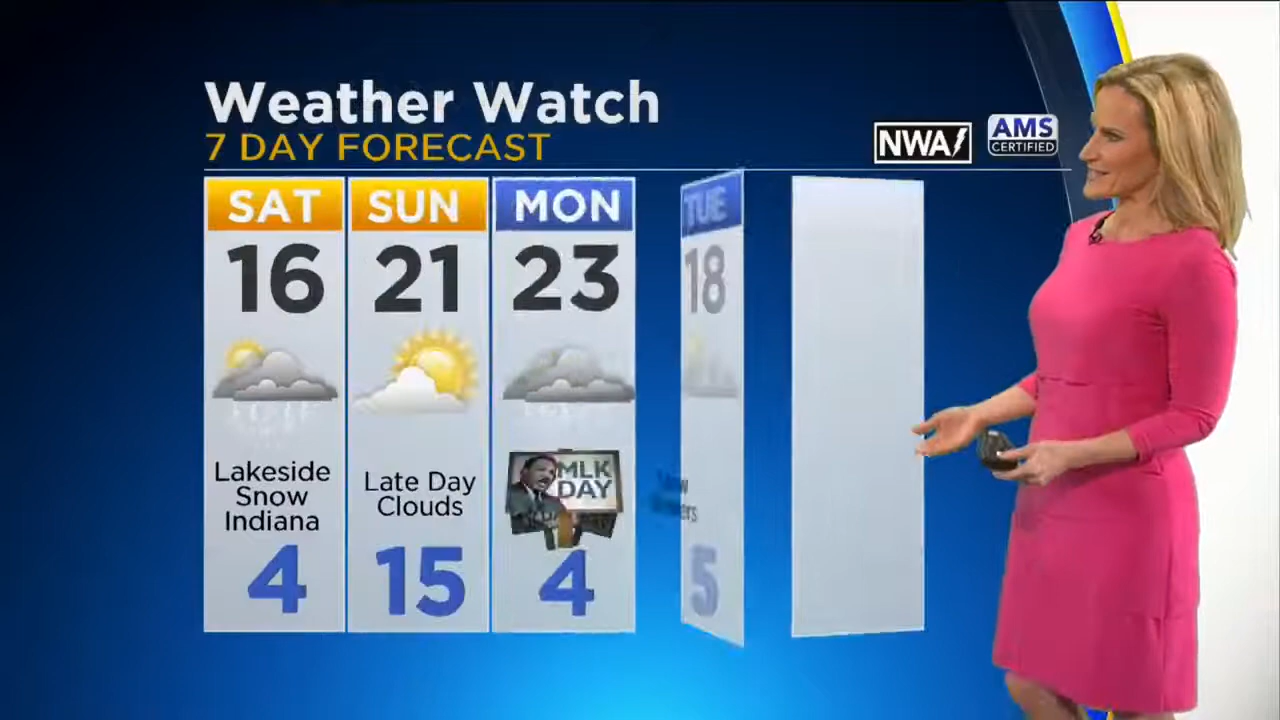 Weather Watch
7 DAY FORECAST
NWA
AMS
CERTIFIED
SAT
16
Lakeside
Snow
Indiana
4
SUN
21
Late Day
Clouds
15
MON
23
MLK
DAY
4
TUE
18
5